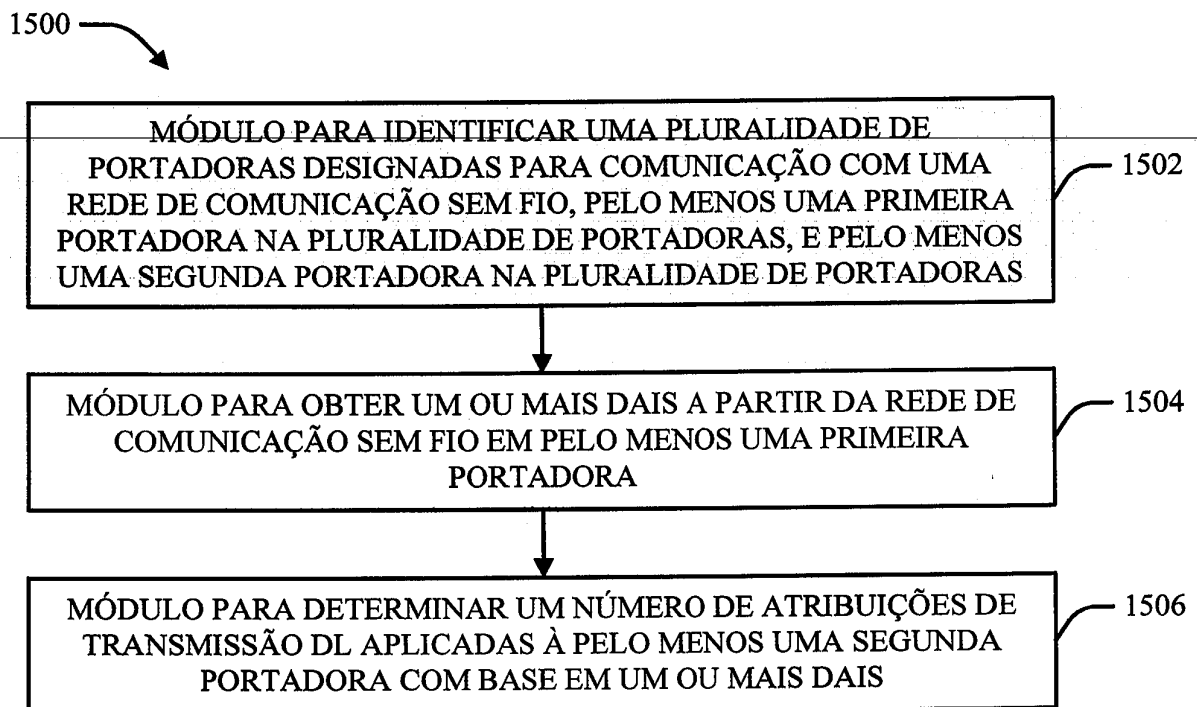 1500
MÓDULO PARA IDENTIFICAR UMA PLURALIDADE DE
PORTADORAS DESIGNADAS PARA COMUNICAÇÃO COM UMA
REDE DE COMUNICAÇÃO SEM FIO, PELO MENOS UMA PRIMEIRA
PORTADORA NA PLURALIDADE DE PORTADORAS, E PELO MENOS
UMA SEGUNDA PORTADORA NA PLURALIDADE DE PORTADORAS
1502
MÓDULO PARA OBTER UM OU MAIS DAIS A PARTIR DA REDE DE
COMUNICAÇÃO SEM FIO EM PELO MENOS UMA PRIMEIRA
PORTADORA
1504
MÓDULO PARA DETERMINAR UM NÚMERO DE ATRIBUIÇÕES DE
TRANSMISSÃO DL APLICADAS À PELO MENOS UMA SEGUNDA
PORTADORA COM BASE EM UM OU MAIS DAIS
1506